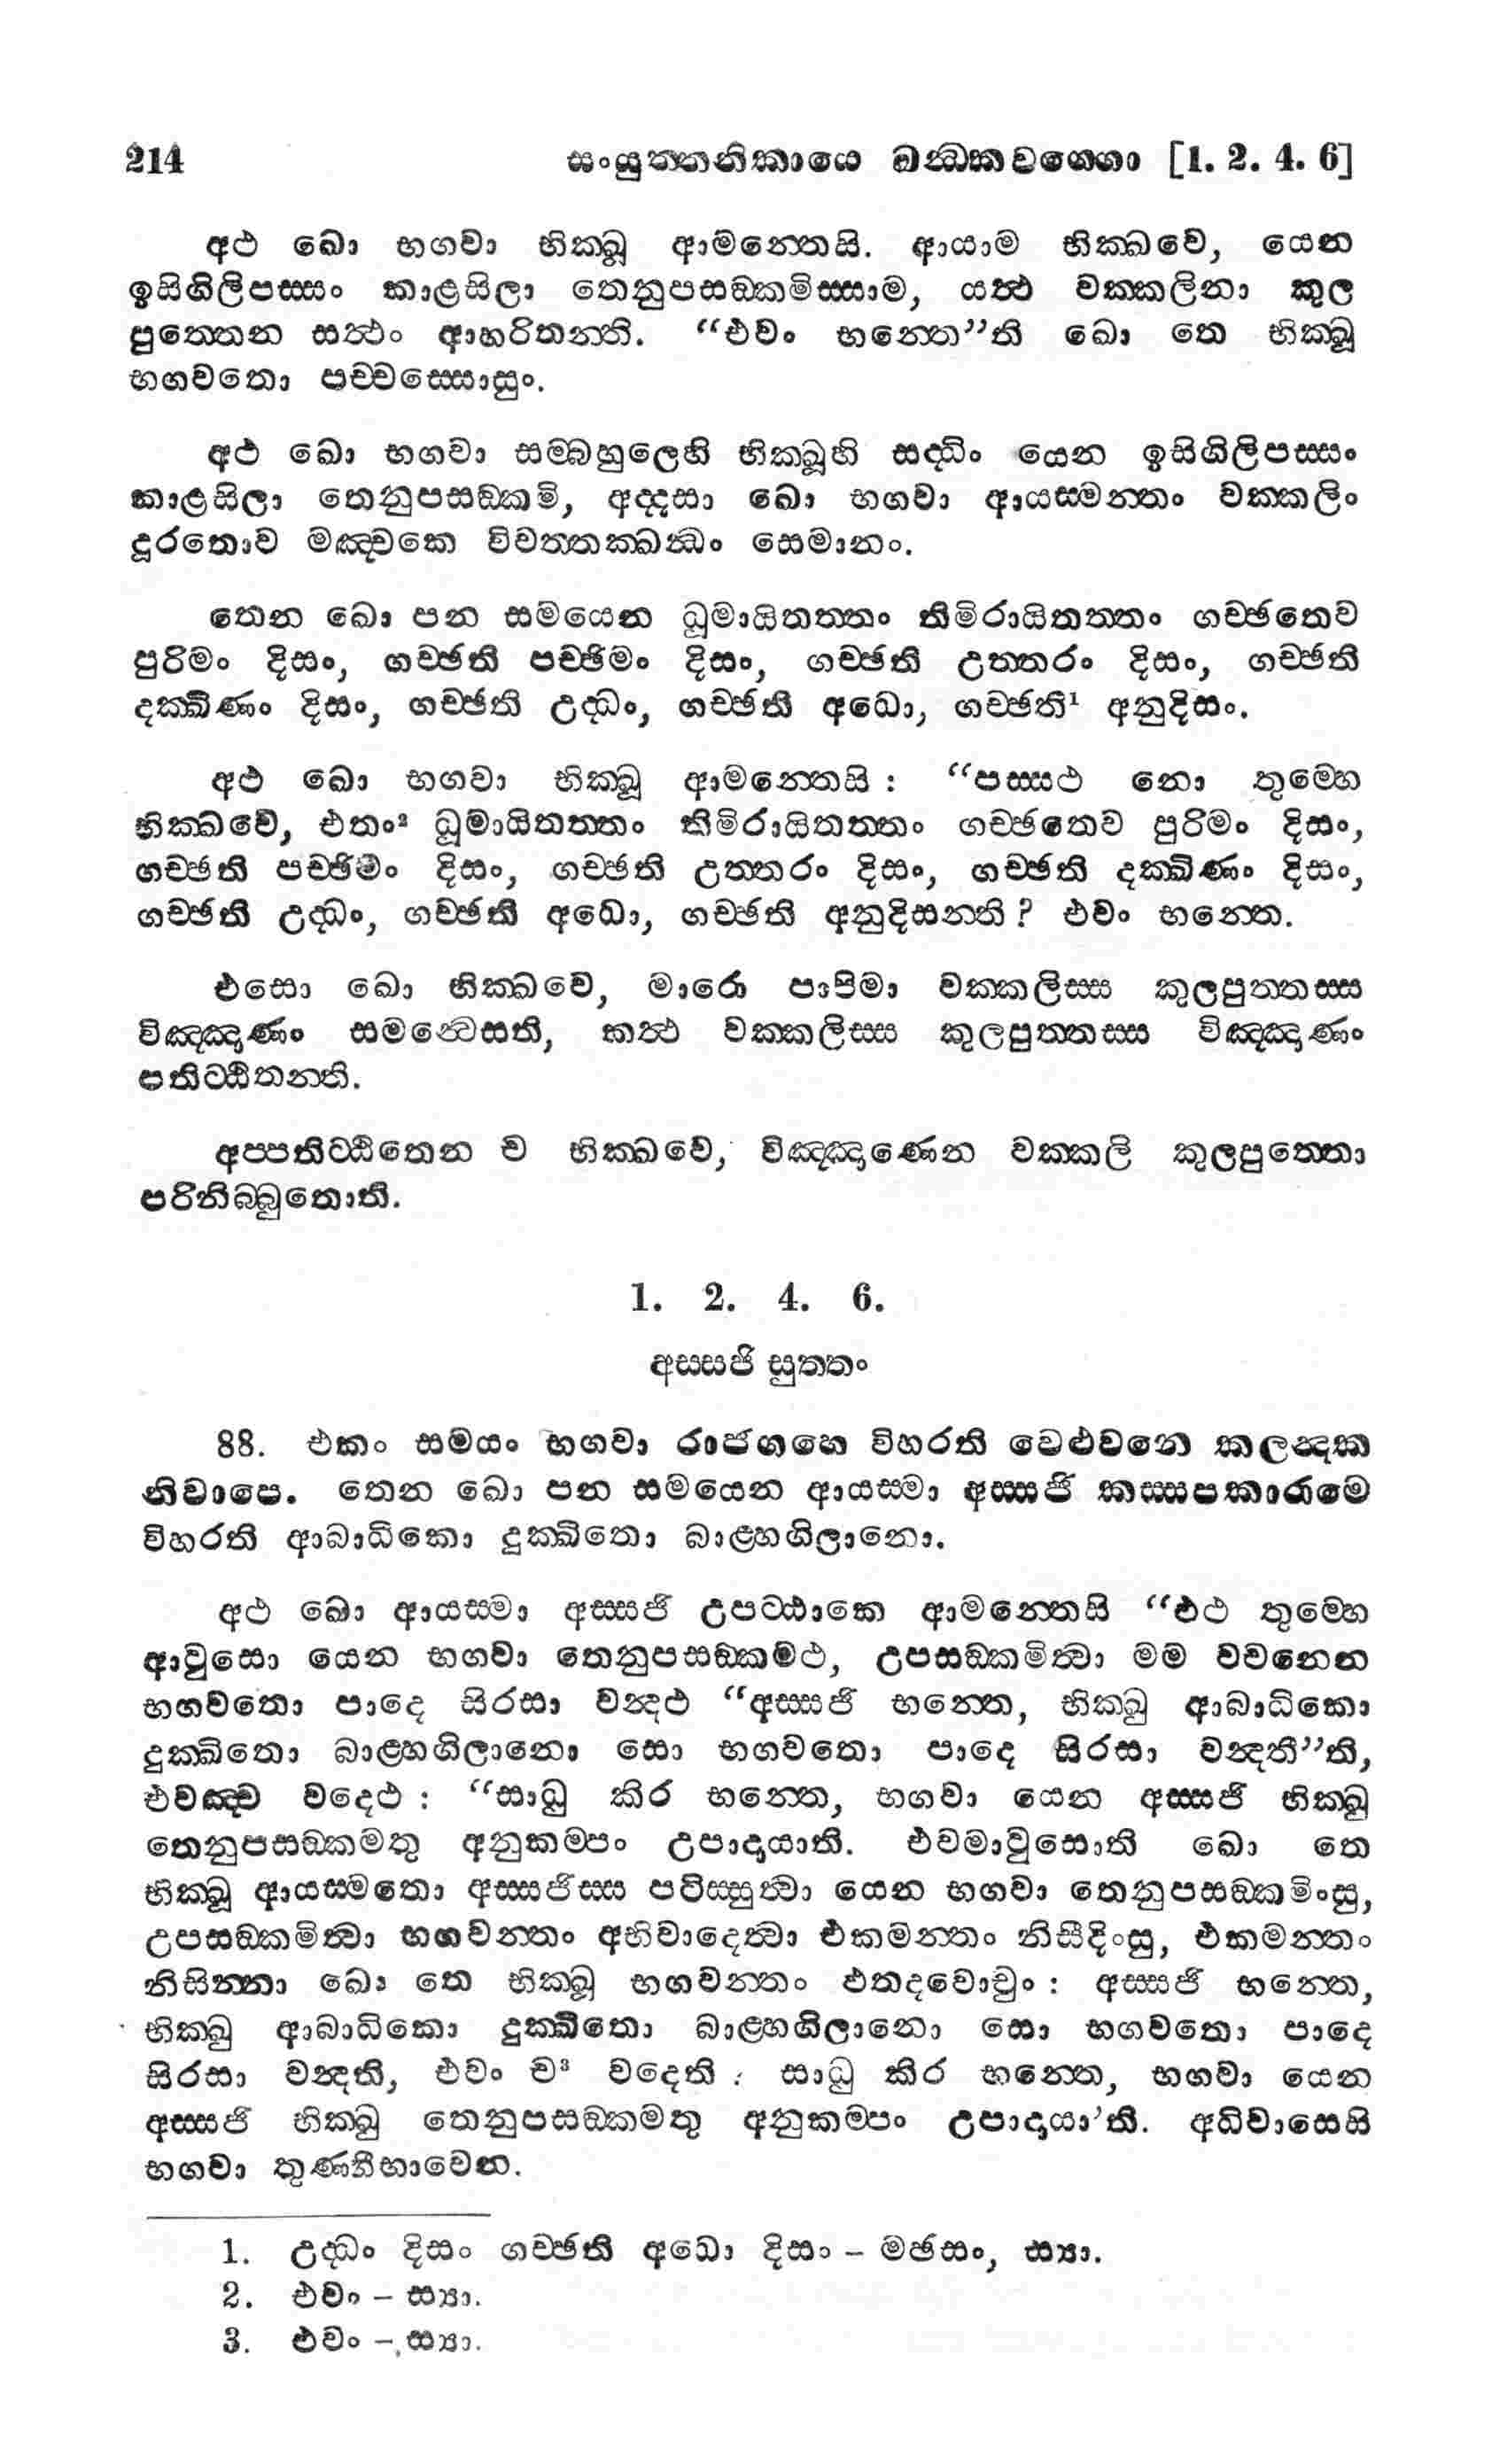 214 සංයුත්තනිකායෙ ඛන්ධකවග්ගො [1. 2. 4. 6]
අථ ඛො භගවා භික්ඛූ ආමන්තෙසි. ආයාම භික්ඛවෙ, යෙන
ඉසිගිලිපස්සං කාළසිලා තෙනුපසඞ්කමිස්සාම, යත්ථ වක්කලිනා කුල
පුත්තෙන සත්ථං ආහරිතන්ති. “එවං භන්තෙ”ති ඛො තෙ භික්ඛූ
භගවතො පච්චස්සොසුං.
අථ ඛො භගවා සම්බහුලෙහි භික්ඛූහි සද්ධිං යෙන ඉසිගිලිපස්සං
කාළසිලා තෙනුපසඞ්කමි, අද්දසා ඛො භගවා ආයස්මන්තං වක්කලිං
දූරතොව මඤ්චකෙ විවත්තක්ඛන්ධං සෙමානං.
තෙන ඛො පන සමයෙන ධූමායිතත්තං තිමිරායිතත්තං ගච්ඡතෙව
පුරිමං දිසං, ගච්ඡති පච්ඡිමං දිසං, ගච්ඡති උත්තරං දිසං, ගච්ඡති
දක්ඛිණං දිසං, ගච්ඡති උද්ධං, ගච්ඡති අධො, ගච්ඡති¹ අනුදිසං.
අථ ඛො භගවා භික්ඛූ ආමන්තෙසි : “පස්සථ නො තුම්හෙ
භික්ඛවෙ, එතං² ධූමායිතත්තං තිමිරායිතත්තං ගච්ඡතෙව පුරිමං දිසං,
ගච්ඡති පච්ඡිමං දිසං, ගච්ඡති උත්තරං දිසං, ගච්ඡති දක්ඛිණං දිසං,
ගච්ඡති උද්ධං, ගච්ඡති අධො, ගච්ඡති අනුදිසන්ති? එවං භන්තෙ.
එසො ඛො භික්ඛවෙ, මාරො පාපිමා වක්කලිස්ස කුලපුත්තස්ස
විඤ්ඤාණං සමන්වෙසති, කත්ථ වක්කලිස්ස කුලපුත්තස්ස විඤ්ඤාණං
පතිට්ඨිතන්ති.
අප්පතිට්ඨිතෙන ච භික්ඛවෙ, විඤ්ඤාණෙන වක්කලි කුලපුත්තො
පරිනිබ්බුතොති.
1. 2. 4. 6.
අස්සජි සුත්තං
88. එකං සමයං භගවා රාජගහෙ විහරති වෙළුවනෙ කලන්දක
නිවාපෙ. තෙන ඛො පන සමයෙන ආයස්මා අස්සජි කස්සපකාරාමෙ
විහරති ආබාධිකො දුක්ඛිතො බාළ්හගිලානො.
අථ ඛො ආයස්මා අස්සජි උපට්ඨාකෙ ආමන්තෙසි “එථ තුම්හෙ
ආවුසො යෙන භගවා තෙනුපසඞ්කමථ, උපසඞ්කමිත්වා මම වචනෙන
භගවතො පාදෙ සිරසා වන්දථ “අස්සජි භන්තෙ, භික්ඛු ආබාධිකො
දුක්ඛිතො බාළ්හගිලානො සො භගවතො පාදෙ සිරසා වන්දතී”ති,
එවඤ්ච වදෙථ : “සාධු කිර භන්තෙ, භගවා යෙන අස්සජි භික්ඛු
තෙනුපසඞ්කමතු අනුකම්පං උපාදායාති. එවමාවුසොති ඛො තෙ
භික්ඛූ ආයස්මතො අස්සජිස්ස පටිස්සුත්වා යෙන භගවා තෙනුපසඞ්කමිංසු,
උපසඞ්කමිත්වා භගවන්තං අභිවාදෙත්වා එකමන්තං නිසීදිංසු, එකමන්තං
නිසින්නා ඛො තෙ භික්ඛූ භගවන්තං එතදවොචුං : අස්සජි භන්තෙ,
භික්ඛු ආබාධිකො දුක්ඛිතො බාළ්හගිලානො සො භගවතො පාදෙ
සිරසා වන්දති, එවං ච³ වදෙති : සාධු කිර භන්තෙ, භගවා යෙන
අස්සජි භික්ඛු තෙනුපසඞ්කමතු අනුකම්පං උපාදායා’ති. අධිවාසෙසි
භගවා තුණ්හීභාවෙන.
1. උද්ධං දිසං ගච්ඡති අධො දිසං – මඡසං, ස්‍යා.
2. එවං – ස්‍යා.
3. එවං – ස්‍යා.